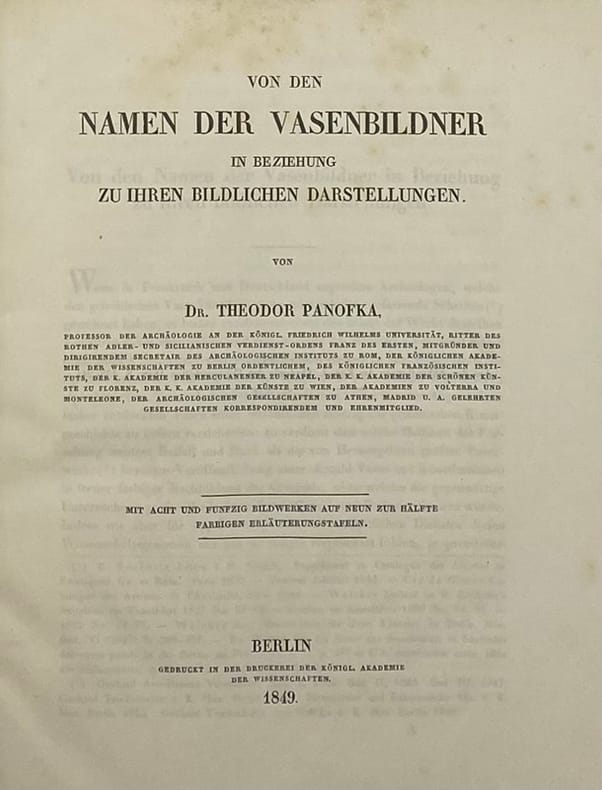 VON DEN
NAMEN DER VASENBILDNER
IN BEZIEHUNG
ZU IHREN BILDLICHEN DARSTELLUNGEN.
VON
DR. THEODOR PANOFKA,
PROFESSOR DER ARCHÄOLOGIE AN DER KÖNIGL. FRIEDRICH WILHELMS UNIVERSITÄT, RITTER DES
ROTHEN ADLER- UND SICILIANISCHEN VERDIENST-ORDENS FRANZ DES ERSTEN, MITGRÜNDER UND
DIRIGIRENDEM SECRETAIR DES ARCHÄOLOGISCHEN INSTITUTS ZU ROM, DER KÖNIGLICHEN AKADE-
MIE DER WISSENSCHAFTEN ZU BERLIN ORDENTLICHEM, DES KÖNIGLICHEN FRANZÖSISCHEN INSTI-
TUTS, DER K. AKADEMIE DER HERCULANENSER ZU NEAPEL, DER K. K. AKADEMIE DER SCHÖNEN KÜN-
STE ZU FLORENZ, DER K. K. AKADEMIE DER KÜNSTE ZU WIEN, DER AKADEMIEN ZU VOLTERRA UND
MONTELEONE, DER ARCHÄOLOGISCHEN GESELLSCHAFTEN ZU ATHEN, MADRID U. A. GELEHRTEN
GESELLSCHAFTEN KORRESPONDIRENDEM UND EHRENMITGLIED.
MIT ACHT UND FUNFZIG BILDWERKEN AUF NEUN ZUR HÄLFTE
FARBIGEN ERLÄUTERUNGSTAFELN.
BERLIN
GEDRUCKT IN DER DRUCKEREI DER KÖNIGL. AKADEMIE
DER WISSENSCHAFTEN.
1849.